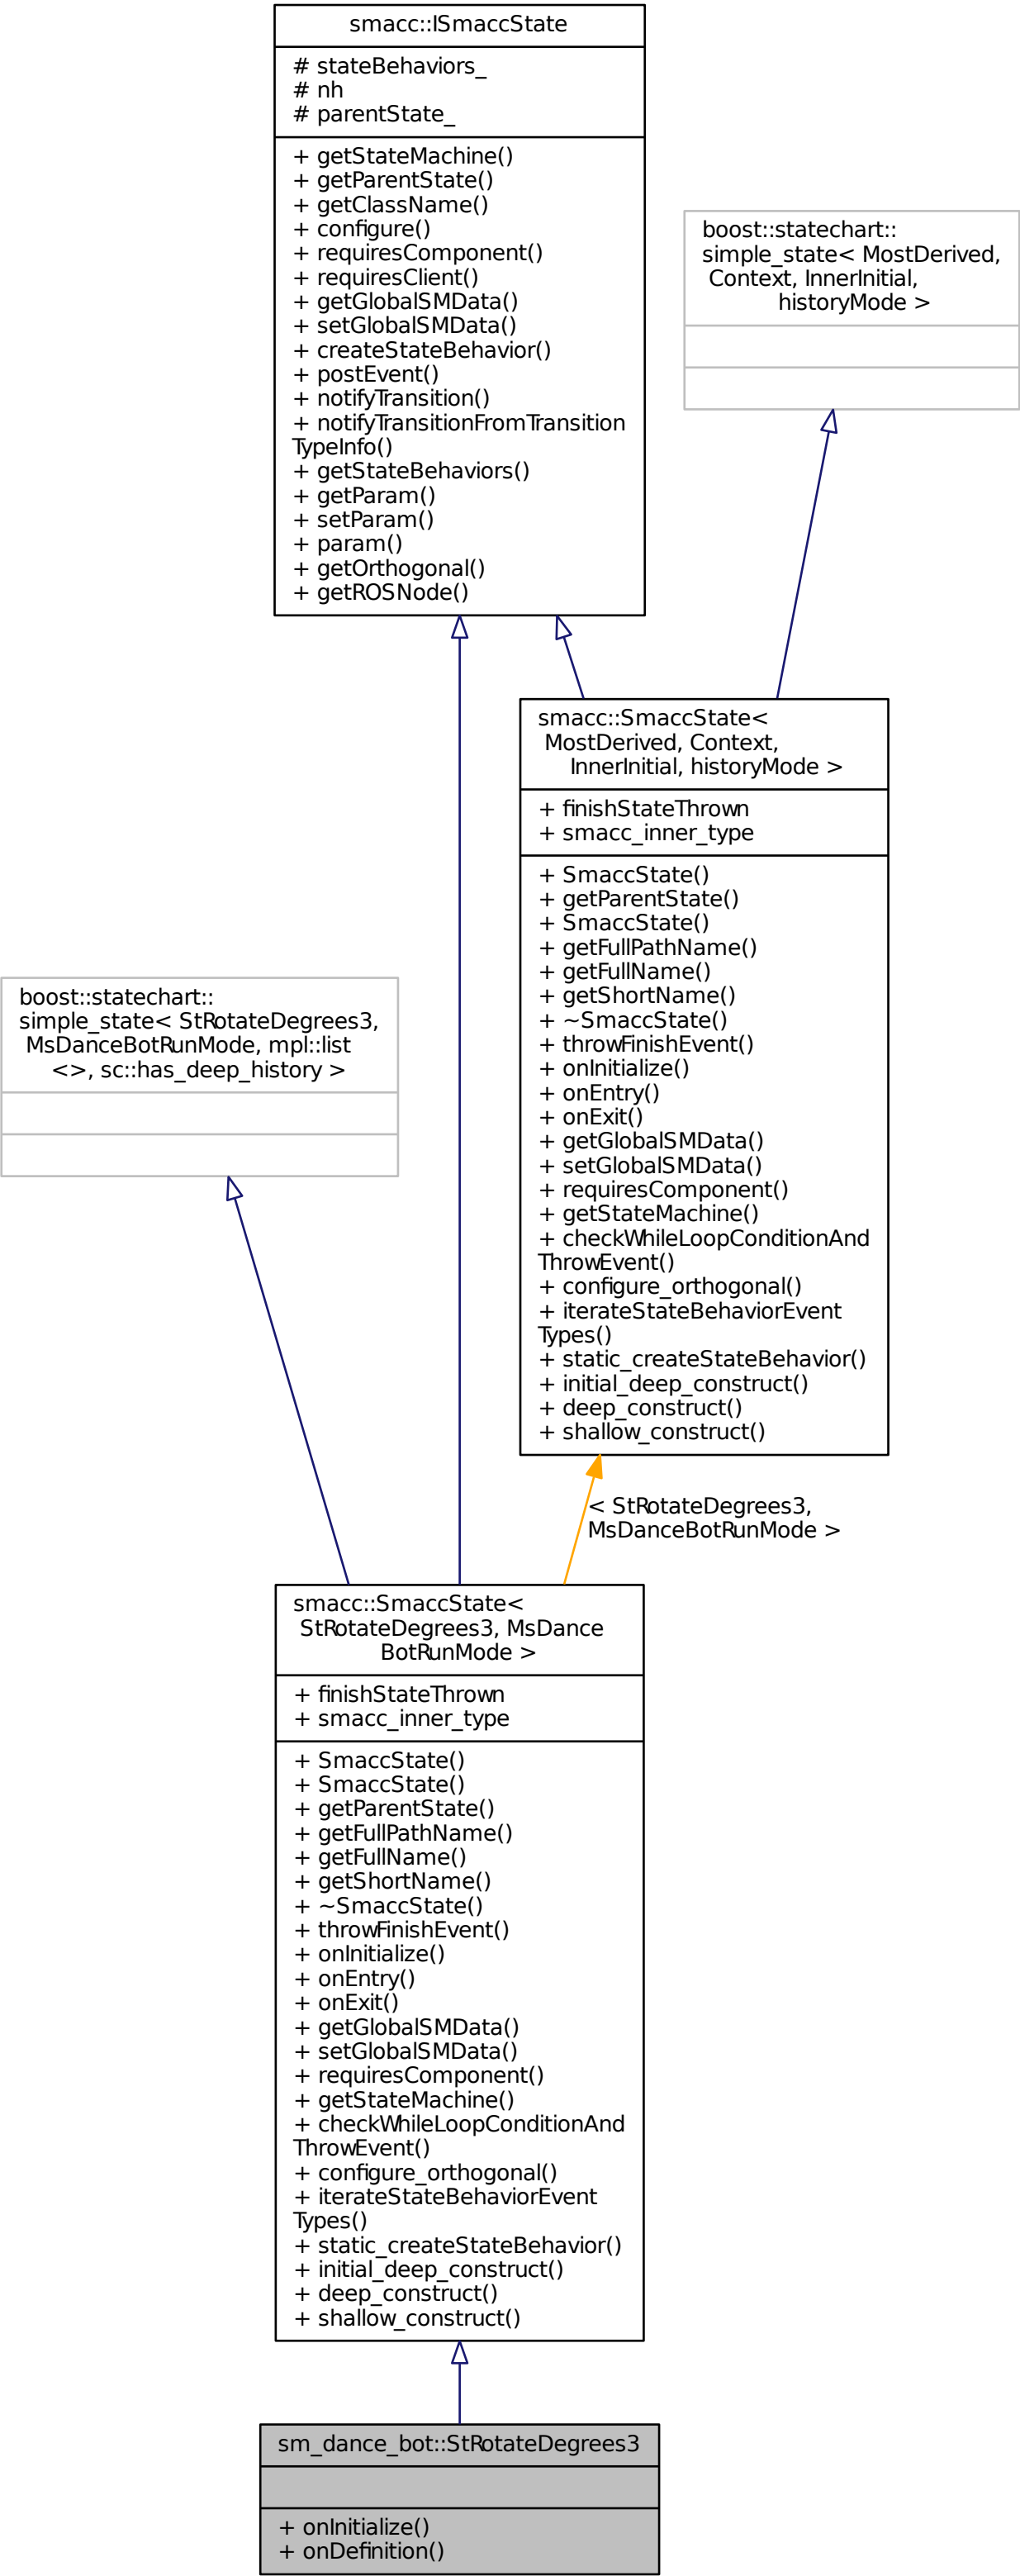 smacc::ISmaccState
# stateBehaviors_
# nh
# parentState_
+ getStateMachine()
+ getParentState()
+ getClassName()
+ configure()
+ requiresComponent()
+ requiresClient()
+ getGlobalSMData()
+ setGlobalSMData()
+ createStateBehavior()
+ postEvent()
+ notifyTransition()
+ notifyTransitionFromTransition
TypeInfo()
+ getStateBehaviors()
+ getParam()
+ setParam()
+ param()
+ getOrthogonal()
+ getROSNode()
boost::statechart::
simple_state< MostDerived,
Context, InnerInitial,
historyMode >
smacc::SmaccState<
MostDerived, Context,
InnerInitial, historyMode >
+ finishStateThrown
+ smacc_inner_type
+ SmaccState()
+ getParentState()
+ SmaccState()
+ getFullPathName()
+ getFullName()
+ getShortName()
+ ~SmaccState()
+ throwFinishEvent()
+ onInitialize()
+ onEntry()
+ onExit()
+ getGlobalSMData()
+ setGlobalSMData()
+ requiresComponent()
+ getStateMachine()
+ checkWhileLoopConditionAnd
ThrowEvent()
+ configure_orthogonal()
+ iterateStateBehaviorEvent
Types()
+ static_createStateBehavior()
+ initial_deep_construct()
+ deep_construct()
+ shallow_construct()
boost::statechart::
simple_state< StRotateDegrees3,
MsDanceBotRunMode, mpl::list
<>, sc::has_deep_history >
< StRotateDegrees3,
MsDanceBotRunMode >
smacc::SmaccState<
StRotateDegrees3, MsDance
BotRunMode >
+ finishStateThrown
+ smacc_inner_type
+ SmaccState()
+ SmaccState()
+ getParentState()
+ getFullPathName()
+ getFullName()
+ getShortName()
+ ~SmaccState()
+ throwFinishEvent()
+ onInitialize()
+ onEntry()
+ onExit()
+ getGlobalSMData()
+ setGlobalSMData()
+ requiresComponent()
+ getStateMachine()
+ checkWhileLoopConditionAnd
ThrowEvent()
+ configure_orthogonal()
+ iterateStateBehaviorEvent
Types()
+ static_createStateBehavior()
+ initial_deep_construct()
+ deep_construct()
+ shallow_construct()
sm_dance_bot::StRotateDegrees3
+ onInitialize()
+ onDefinition()